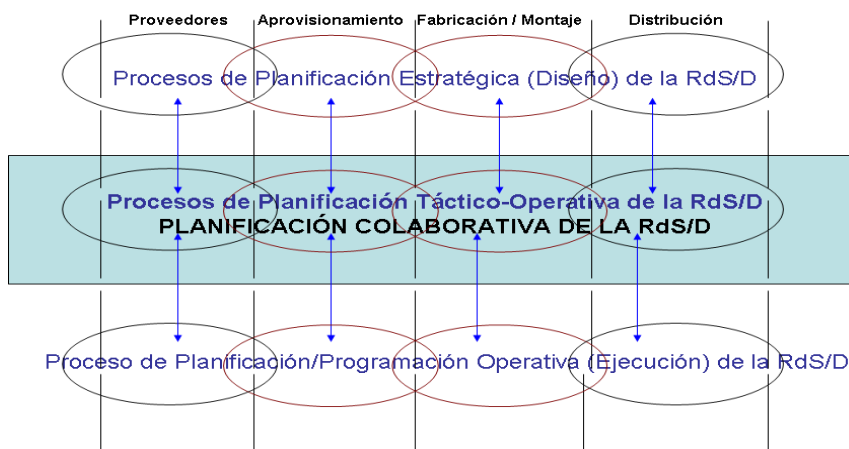 Proveedores Aprovisionamiento Fabricación / Montaje Distribución
Procesos de Planificación Estratégica (Diseño) de la RdS/D
Procesos de Planificación Táctico-Operativa de la RdS/D
PLANIFICACIÓN COLABORATIVA DE LA RdS/D
Proceso de Planificación/Programación Operativa (Ejecución) de la RdS/D